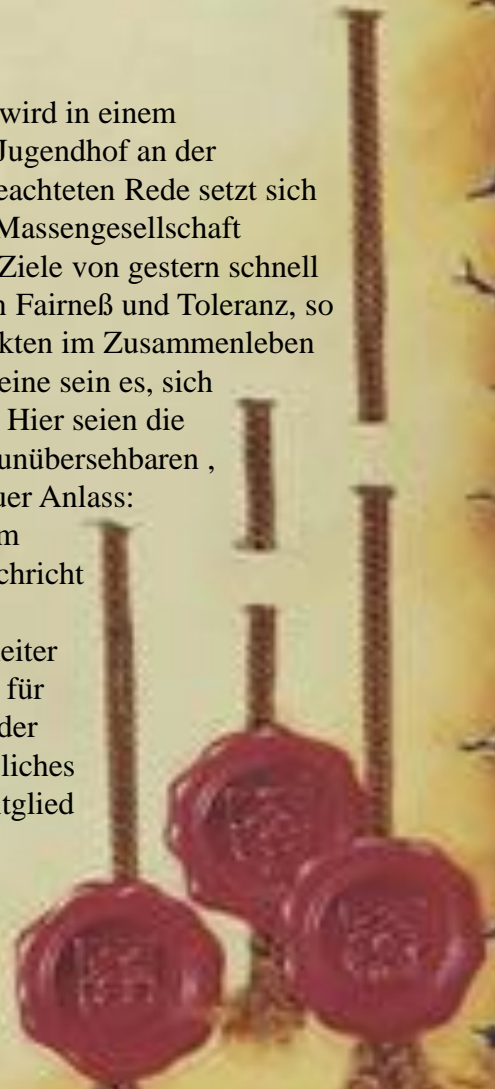 wird in einem
Jugendhof an der
eachteten Rede setzt sich
Massengesellschaft
Ziele von gestern schnell
n Fairneß und Toleranz, so
kten im Zusammenleben
eine sein es, sich
Hier seien die
unübersehbaren ,
uer Anlass:
m
chricht
eiter
für
der
liches
tglied